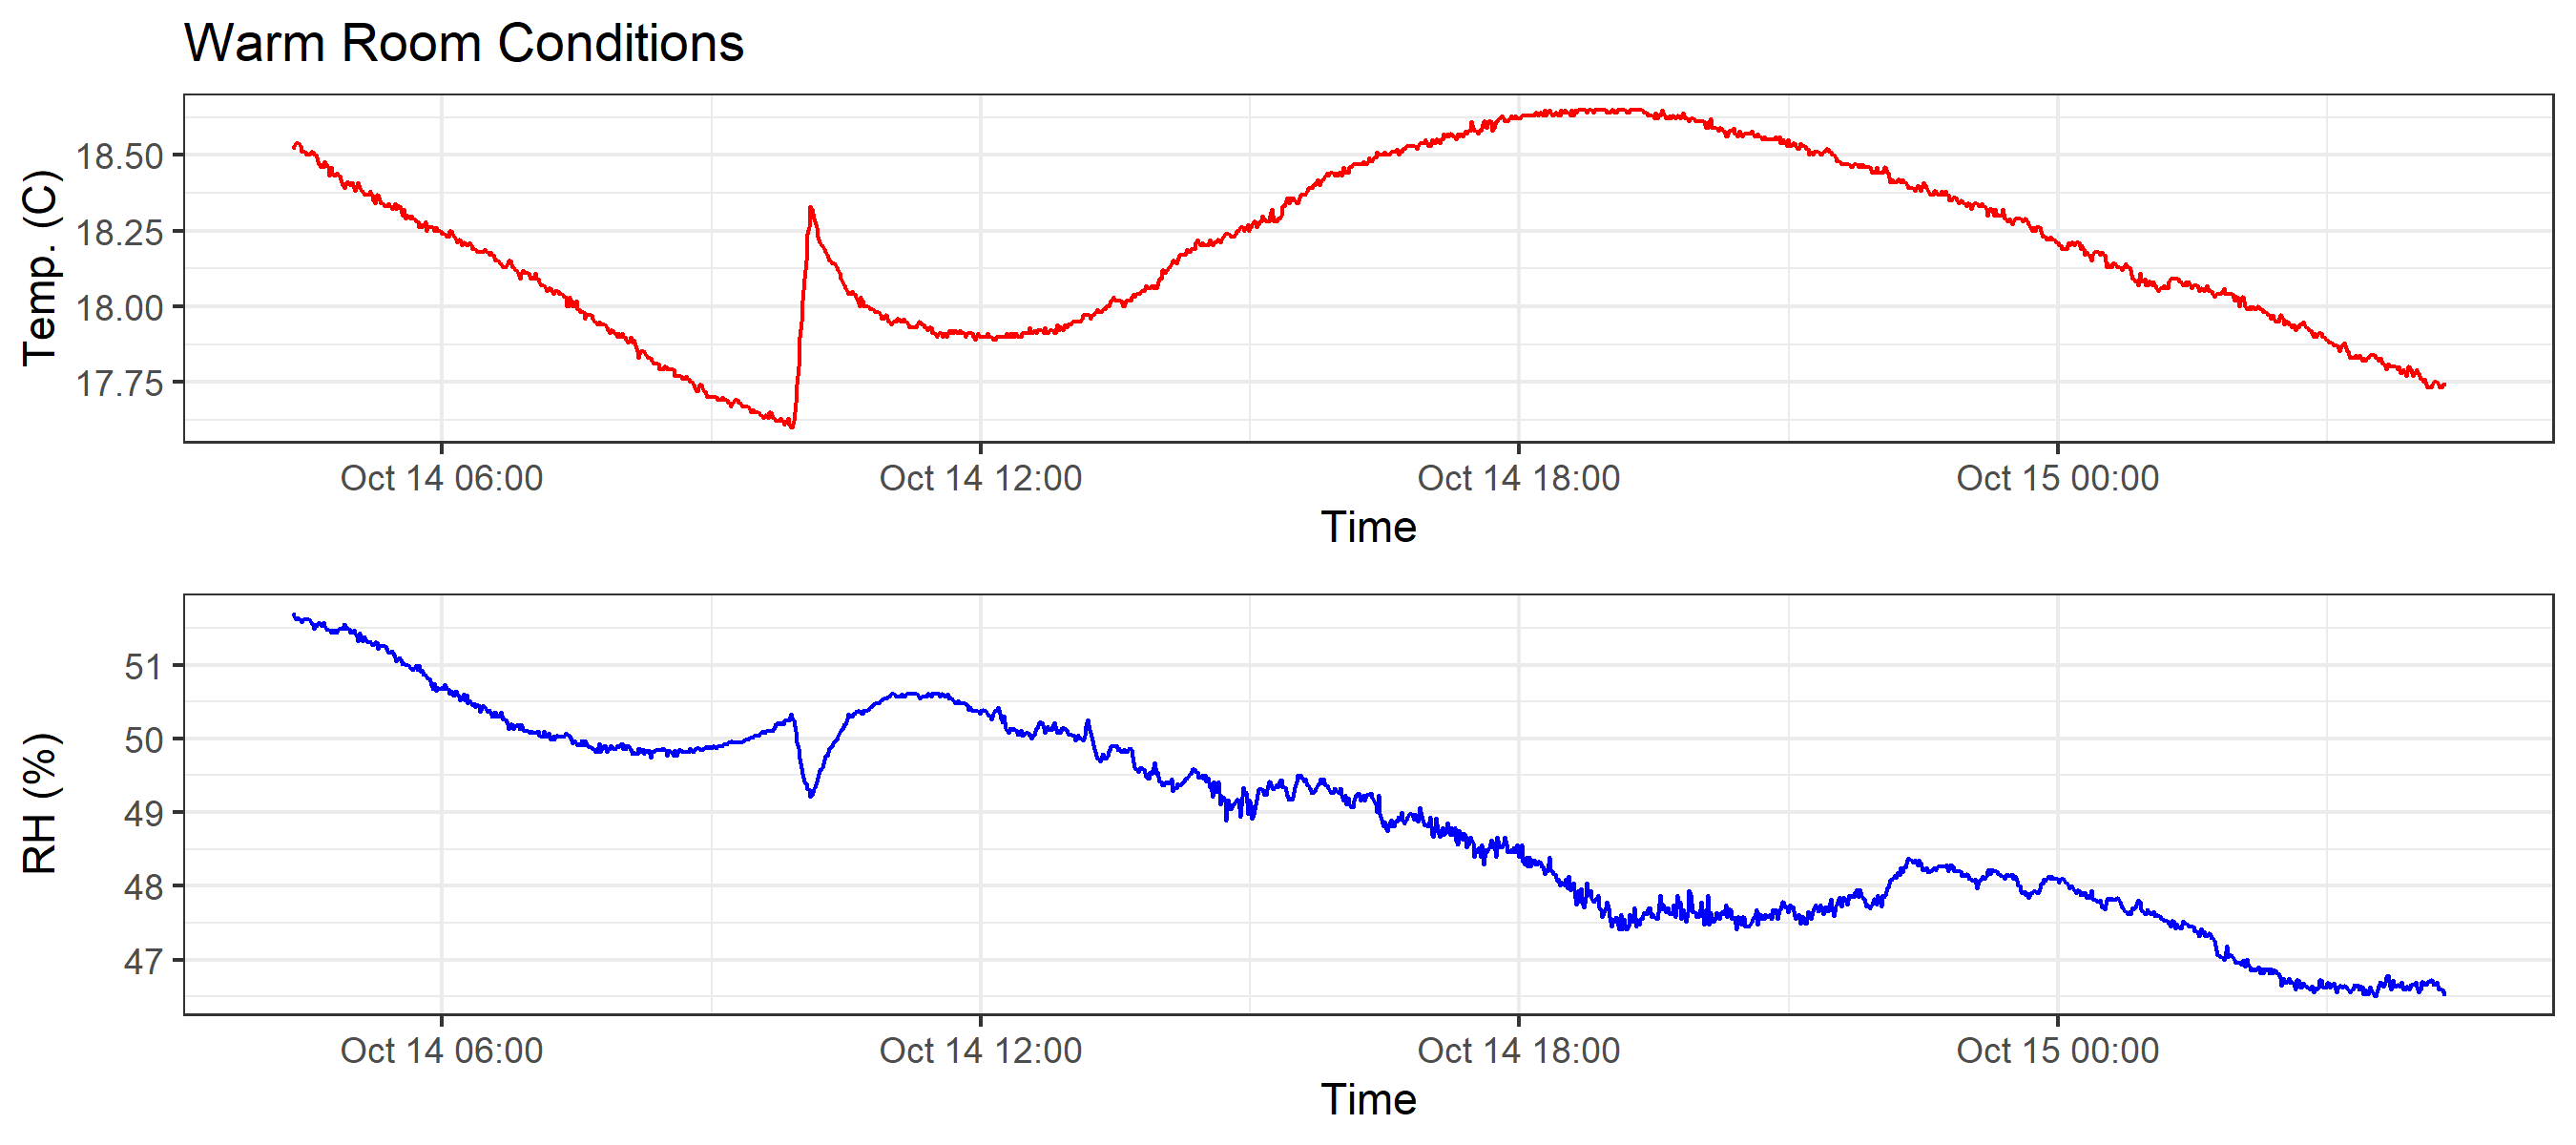 Warm Room Conditions
Temp. (C)
18.50
18.25
18.00
17.75
Oct 14 06:00 Oct 14 12:00 Oct 14 18:00 Oct 15 00:00
Time
RH (%)
51
50
49
48
47
Oct 14 06:00 Oct 14 12:00 Oct 14 18:00 Oct 15 00:00
Time